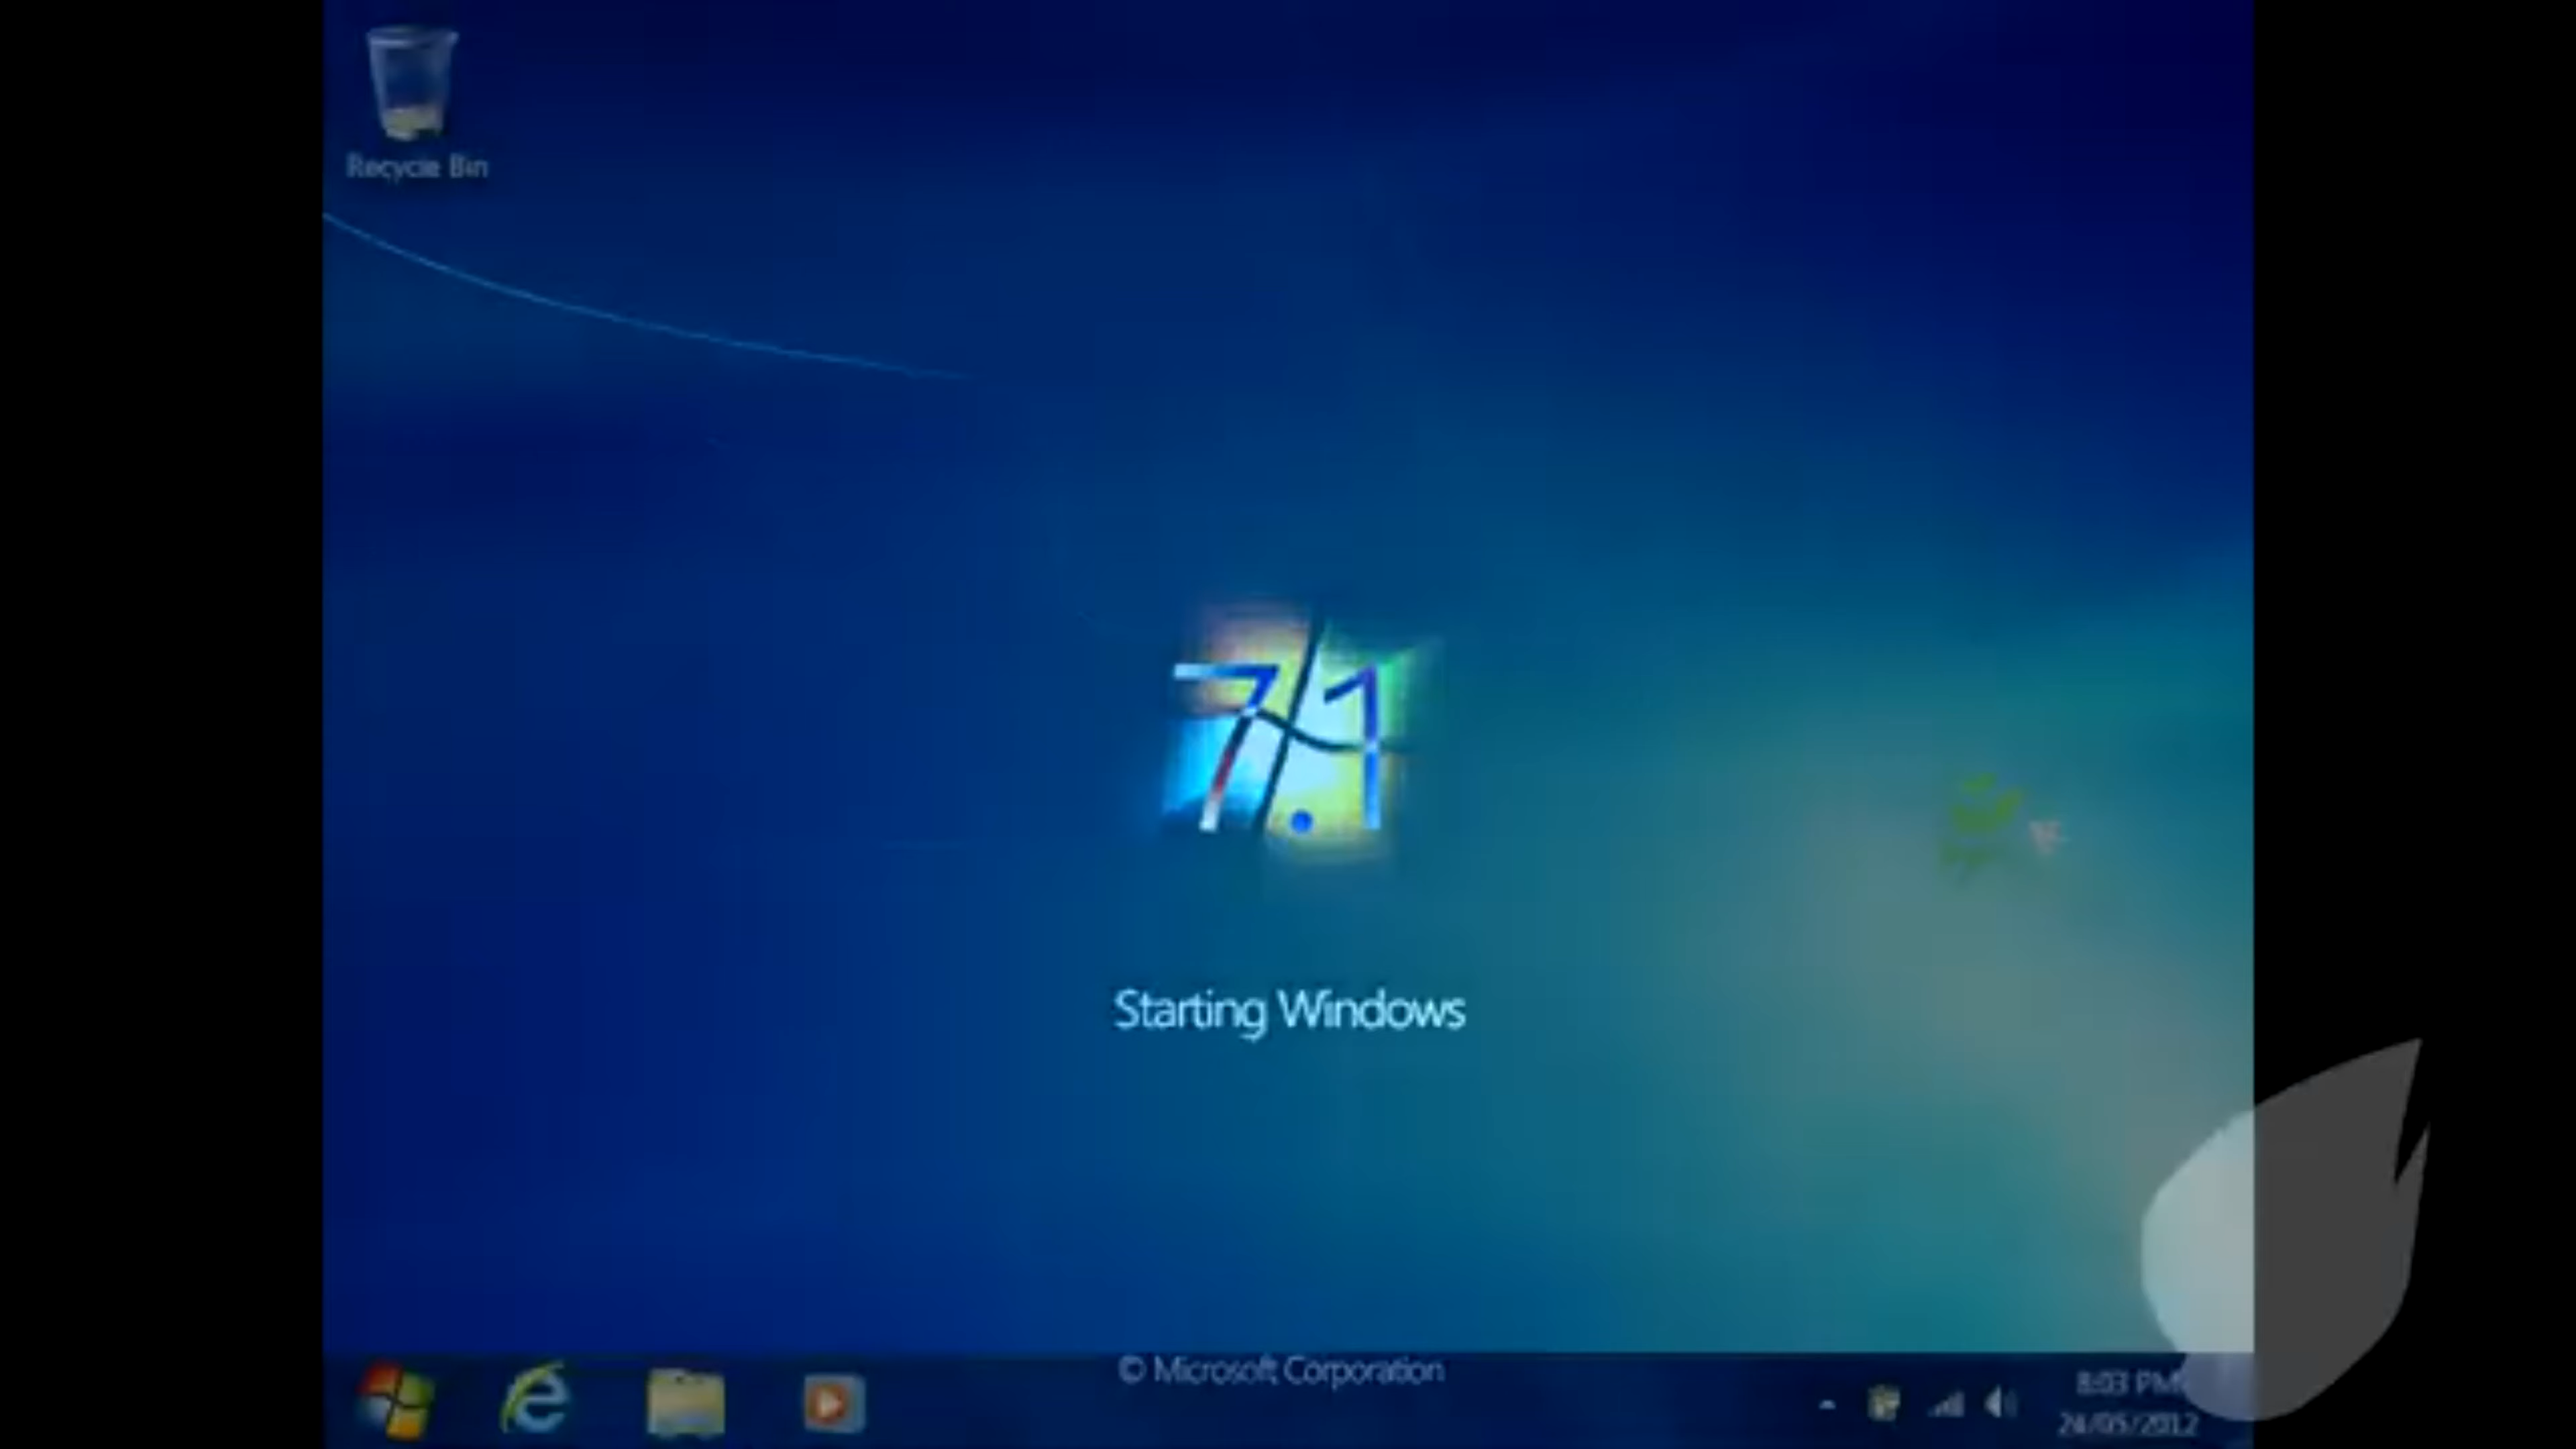 Recycle Bin
7.1
Starting Windows
© Microsoft Corporation
8:03 PM
24/05/2012